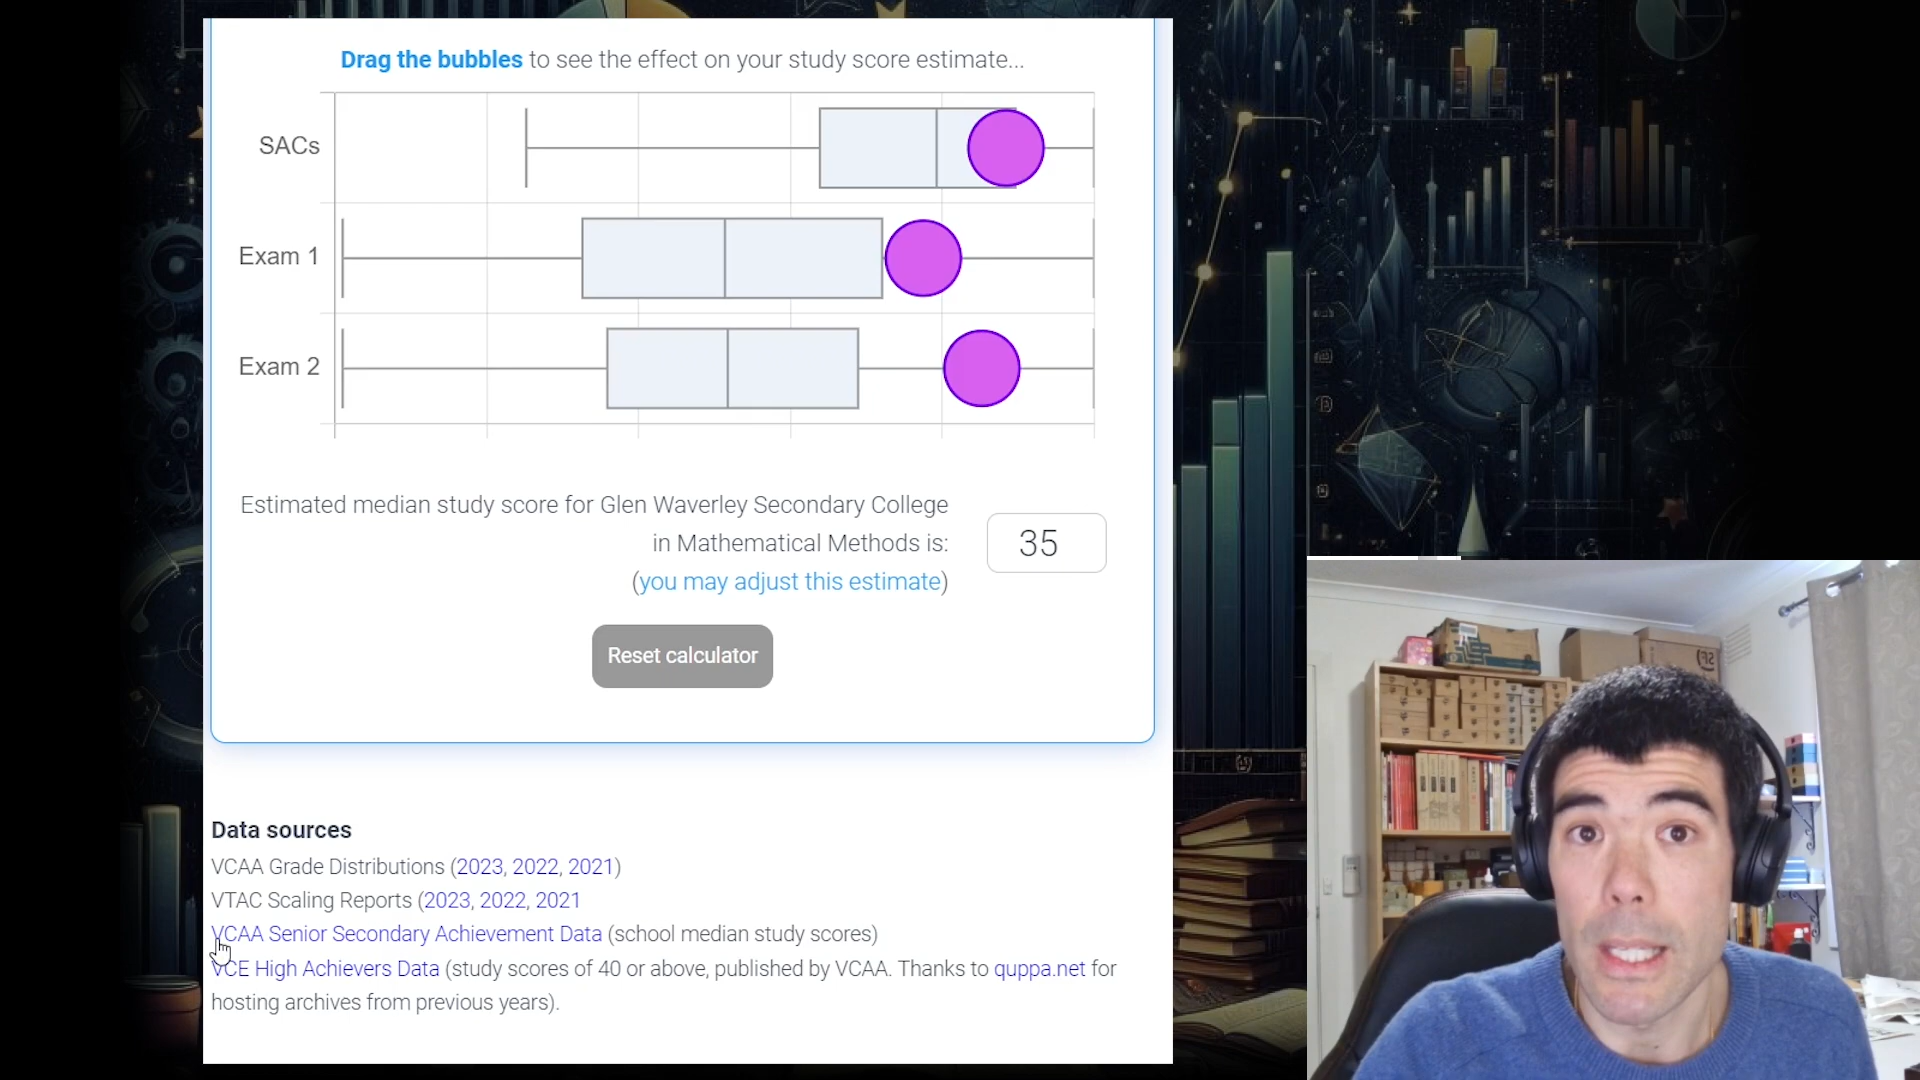 Drag the bubbles to see the effect on your study score estimate...
SACs
Exam 1
Exam 2
Estimated median study score for Glen Waverley Secondary College
in Mathematical Methods is:
(you may adjust this estimate)
35
Reset calculator
Data sources
VCAA Grade Distributions (2023, 2022, 2021)
VTAC Scaling Reports (2023, 2022, 2021
VCAA Senior Secondary Achievement Data (school median study scores)
VCE High Achievers Data (study scores of 40 or above, published by VCAA. Thanks to quppa.net for
hosting archives from previous years).